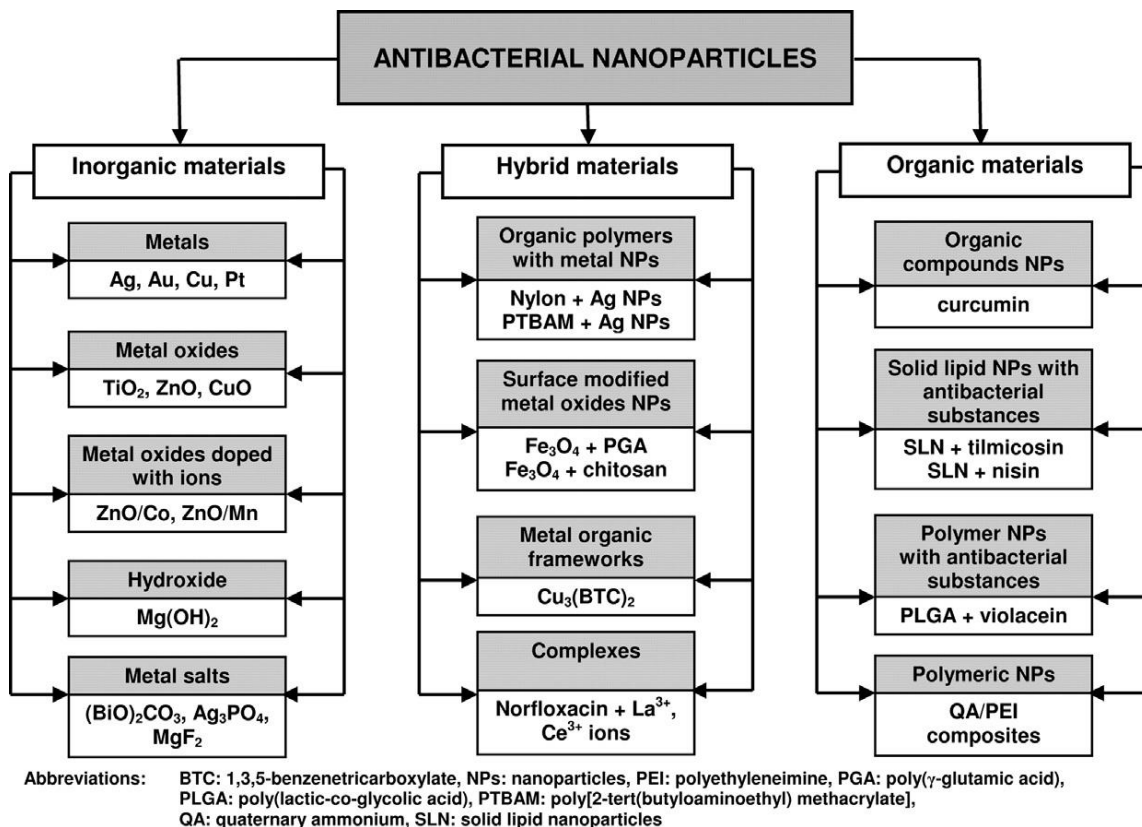 ANTIBACTERIAL NANOPARTICLES
Inorganic materials
Metals
Ag, Au, Cu, Pt
Metal oxides
TiO₂, ZnO, CuO
Metal oxides doped
with ions
ZnO/Co, ZnO/Mn
Hydroxide
Mg(OH)₂
Metal salts
(BiO)₂CO₃, Ag₃PO₄,
MgF₂
Hybrid materials
Organic polymers
with metal NPs
Nylon + Ag NPs
PTBAM + Ag NPs
Surface modified
metal oxides NPs
Fe₃O₄ + PGA
Fe₃O₄ + chitosan
Metal organic
frameworks
Cu₃(BTC)₂
Complexes
Norfloxacin + La³⁺,
Ce³⁺ ions
Organic materials
Organic
compounds NPs
curcumin
Solid lipid NPs with
antibacterial
substances
SLN + tilmicosin
SLN + nisin
Polymer NPs
with antibacterial
substances
PLGA + violacein
Polymeric NPs
QA/PEI
composites
Abbreviations: BTC: 1,3,5-benzenetricarboxylate, NPs: nanoparticles, PEI: polyethyleneimine, PGA: poly(γ-glutamic acid),
PLGA: poly(lactic-co-glycolic acid), PTBAM: poly[2-tert(butyloaminoethyl) methacrylate],
QA: quaternary ammonium, SLN: solid lipid nanoparticles